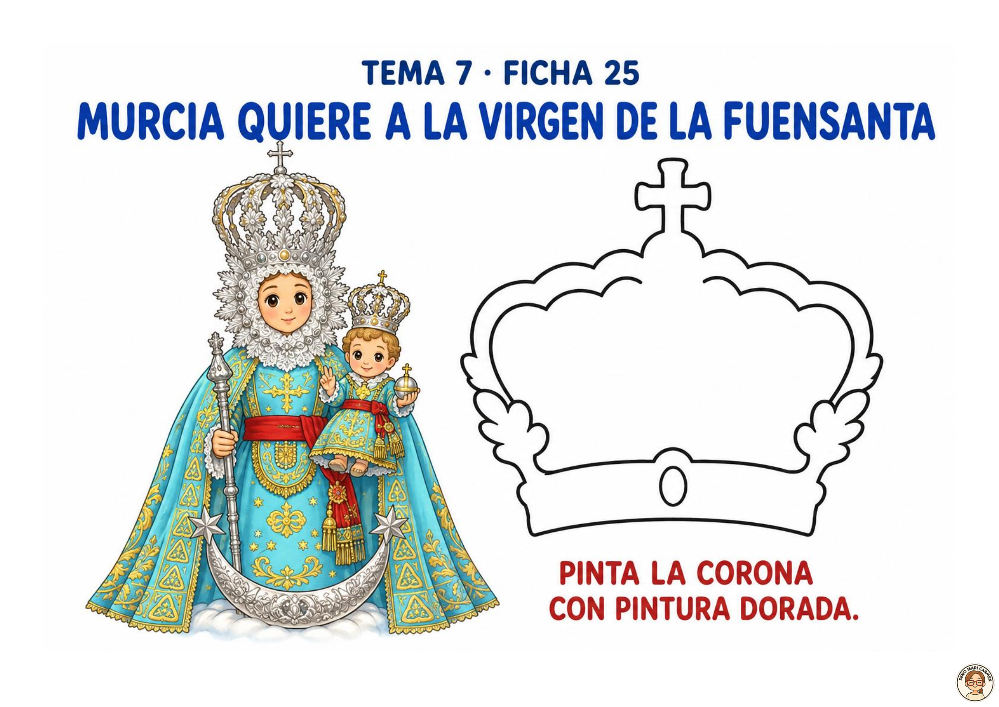 TEMA 7 · FICHA 25
MURCIA QUIERE A LA VIRGEN DE LA FUENSANTA
PINTA LA CORONA
CON PINTURA DORADA.
SEÑO MARI CARMEN